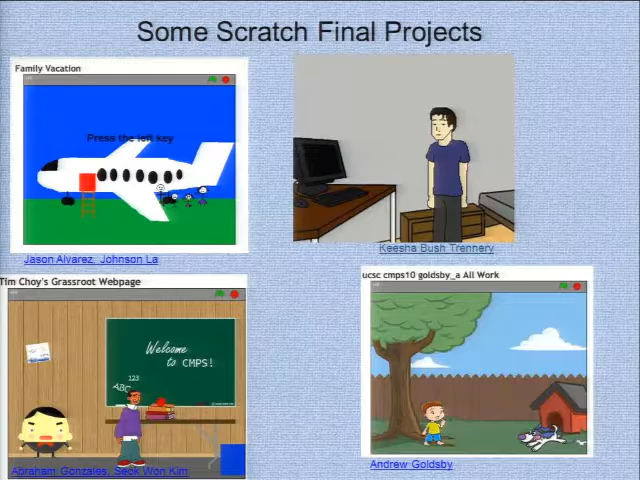 Some Scratch Final Projects
Family Vacation
Press the left key
Jason Alvarez, Johnson La
Keesha Bush Trennery
Tim Choy's Grassroot Webpage
Welcome
to CMPS!
123
ABC
Abraham Gonzales, Seok Won Kim
ucsc cmps10 goldsby_a All Work
Andrew Goldsby